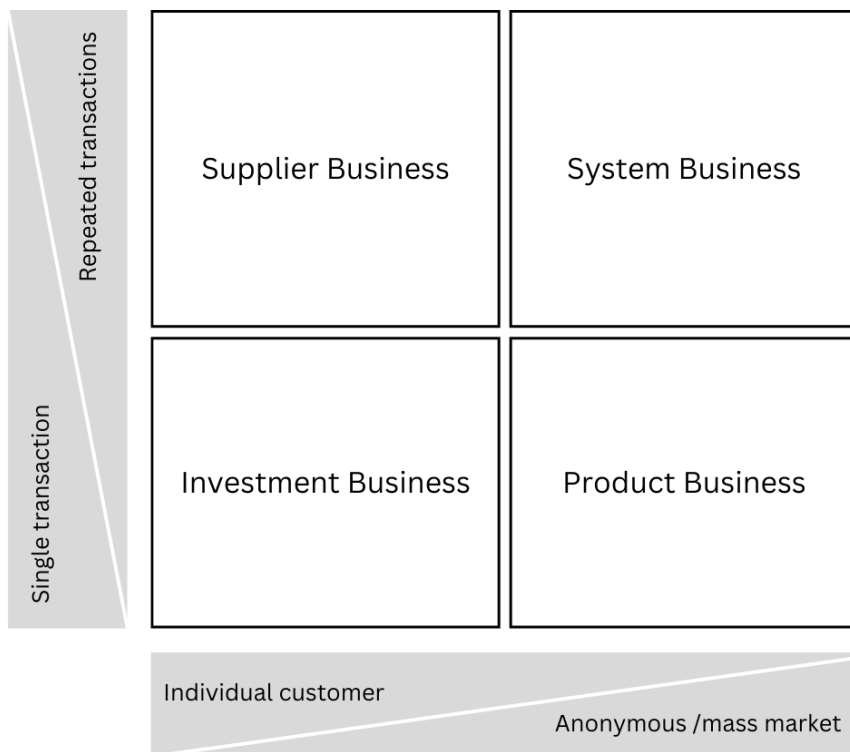 Repeated transactions
Single transaction
Supplier Business
System Business
Investment Business
Product Business
Individual customer
Anonymous /mass market